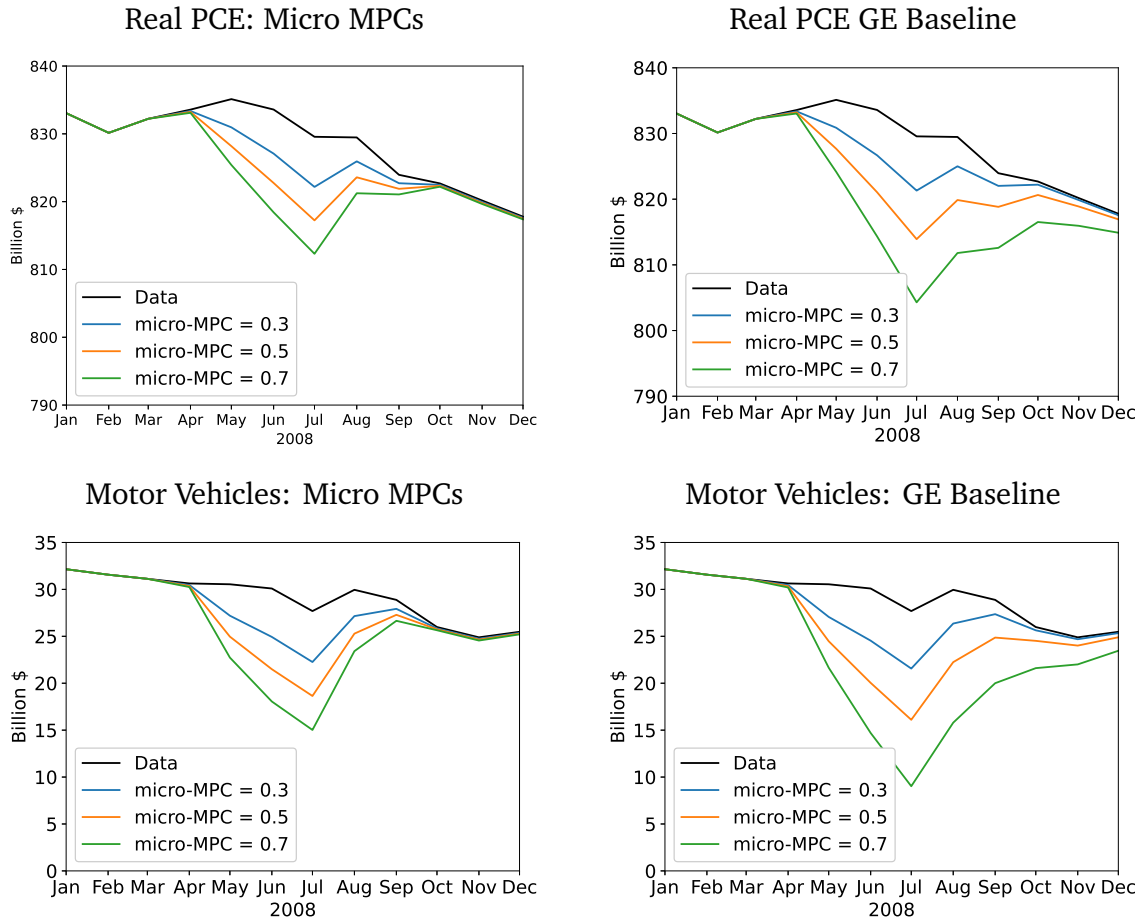 Real PCE: Micro MPCs
840
830
820
810
800
790
Billion $
Data
micro-MPC = 0.3
micro-MPC = 0.5
micro-MPC = 0.7
Jan Feb Mar Apr May Jun Jul Aug Sep Oct Nov Dec
2008
Real PCE GE Baseline
840
830
820
810
800
790
Billion $
Data
micro-MPC = 0.3
micro-MPC = 0.5
micro-MPC = 0.7
Jan Feb Mar Apr May Jun Jul Aug Sep Oct Nov Dec
2008
Motor Vehicles: Micro MPCs
35
30
25
20
15
10
5
0
Billion $
Data
micro-MPC = 0.3
micro-MPC = 0.5
micro-MPC = 0.7
Jan Feb Mar Apr May Jun Jul Aug Sep Oct Nov Dec
2008
Motor Vehicles: GE Baseline
35
30
25
20
15
10
5
0
Billion $
Data
micro-MPC = 0.3
micro-MPC = 0.5
micro-MPC = 0.7
Jan Feb Mar Apr May Jun Jul Aug Sep Oct Nov Dec
2008